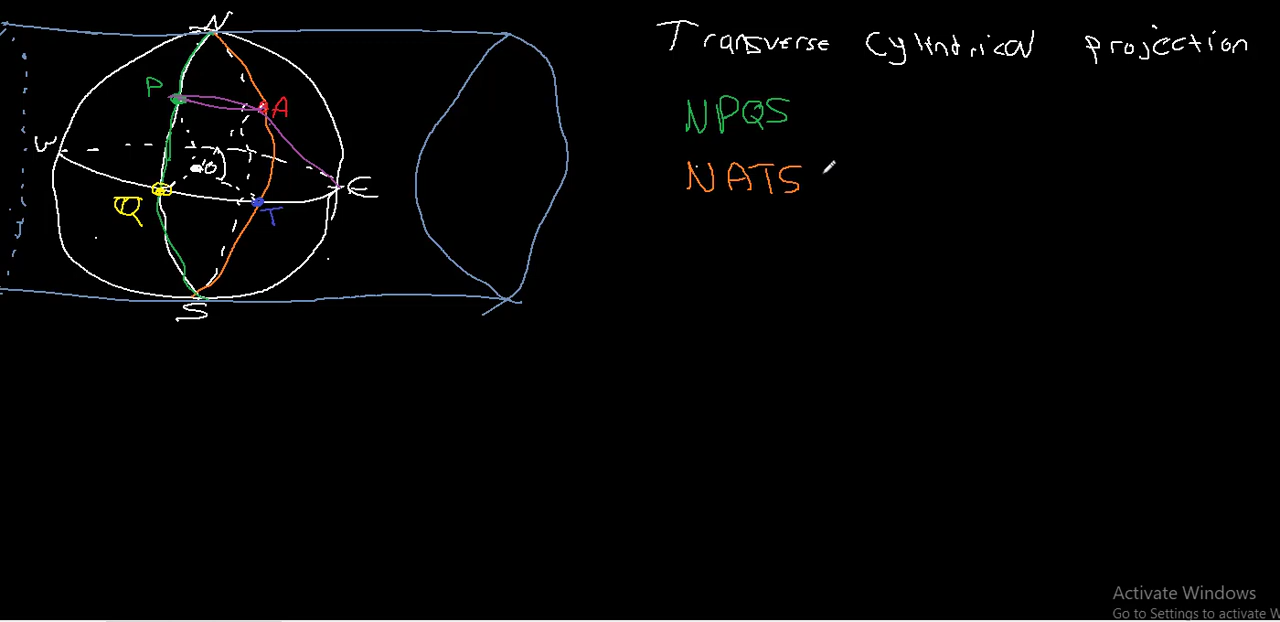 N
Transverse Cylindrical projection
P
A
NPQS
W
E
NATS
Q
T
S
Activate Windows
Go to Settings to activate W